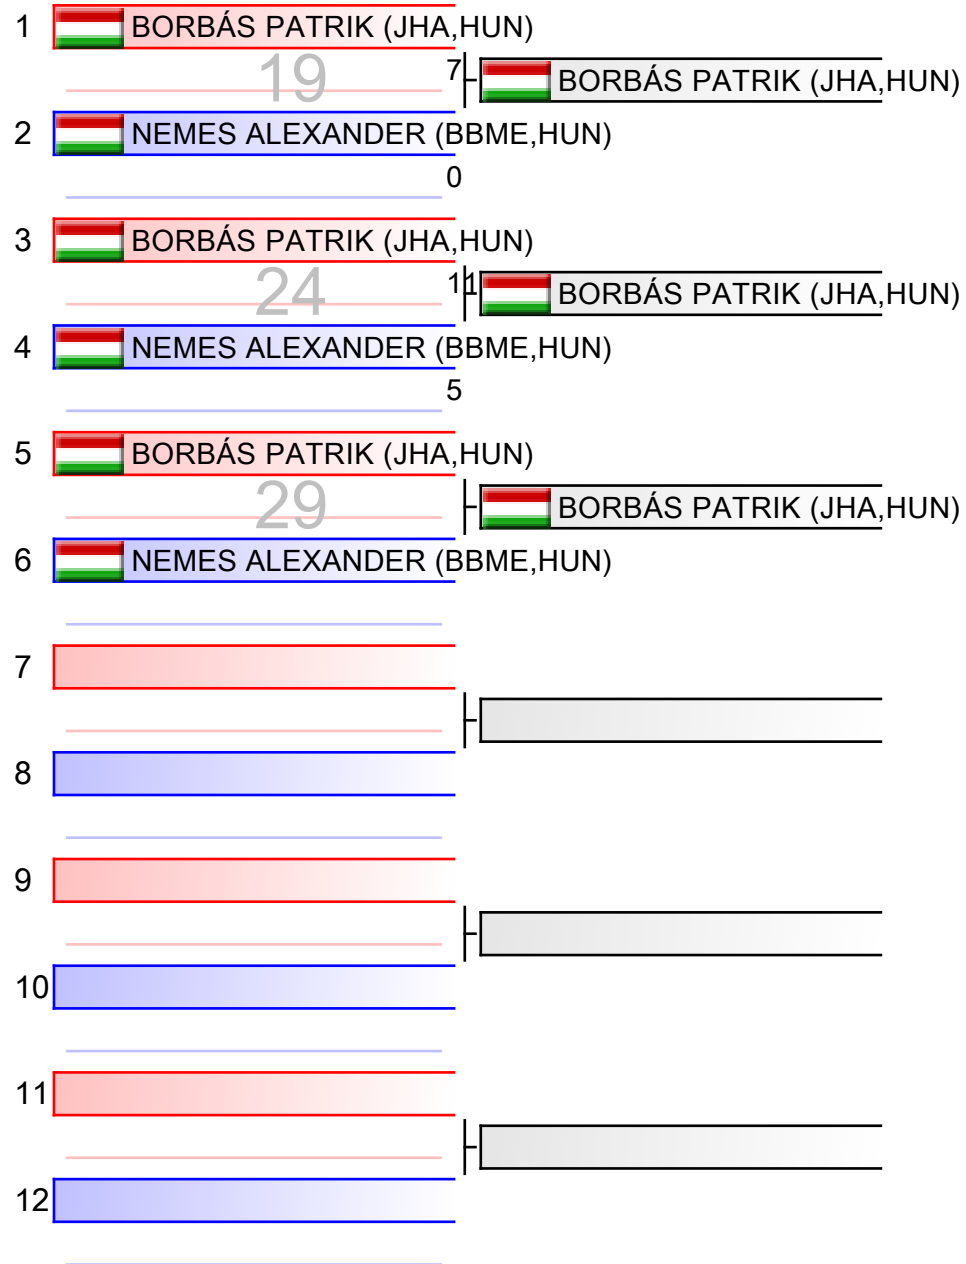 1 BORBÁS PATRIK (JHA,HUN)
19 7 BORBÁS PATRIK (JHA,HUN)
2 NEMES ALEXANDER (BBME,HUN)
0
3 BORBÁS PATRIK (JHA,HUN)
24 11 BORBÁS PATRIK (JHA,HUN)
4 NEMES ALEXANDER (BBME,HUN)
5
5 BORBÁS PATRIK (JHA,HUN)
29 BORBÁS PATRIK (JHA,HUN)
6 NEMES ALEXANDER (BBME,HUN)
7
8
9
10
11
12